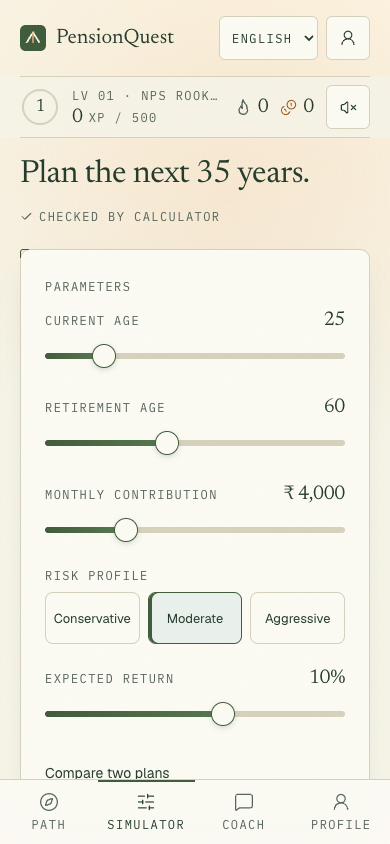 PensionQuest
ENGLISH
1
LV 01 · NPS ROOK…
0 XP / 500
0
0
Plan the next 35 years.
CHECKED BY CALCULATOR
PARAMETERS
CURRENT AGE
25
RETIREMENT AGE
60
MONTHLY CONTRIBUTION
₹ 4,000
RISK PROFILE
Conservative
Moderate
Aggressive
EXPECTED RETURN
10%
Compare two plans
PATH
SIMULATOR
COACH
PROFILE